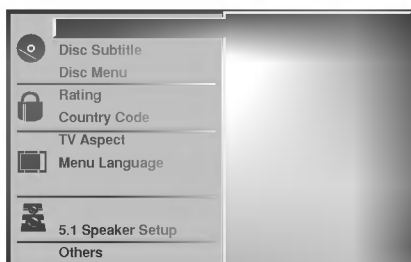 Disc Subtitle
Disc Menu
Rating
Country Code
TV Aspect
Menu Language
5.1 Speaker Setup
Others